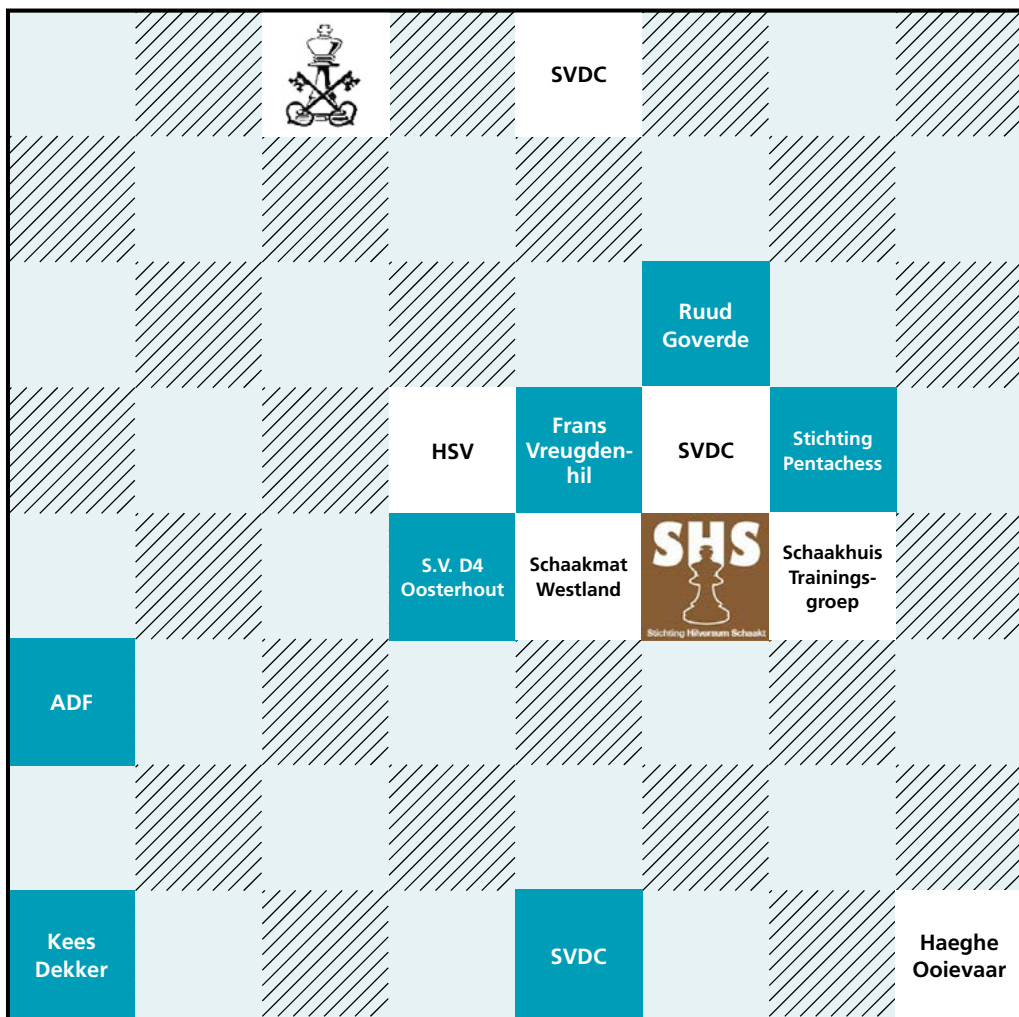 SVDC
Ruud
Goverde
HSV
Frans
Vreugden-
hil
SVDC
Stichting
Pentachess
S.V. D4
Oosterhout
Schaakmat
Westland
SHS
Stichting Hilversum Schaakt
Schaakhuis
Trainings-
groep
ADF
Kees
Dekker
SVDC
Haeghe
Ooievaar